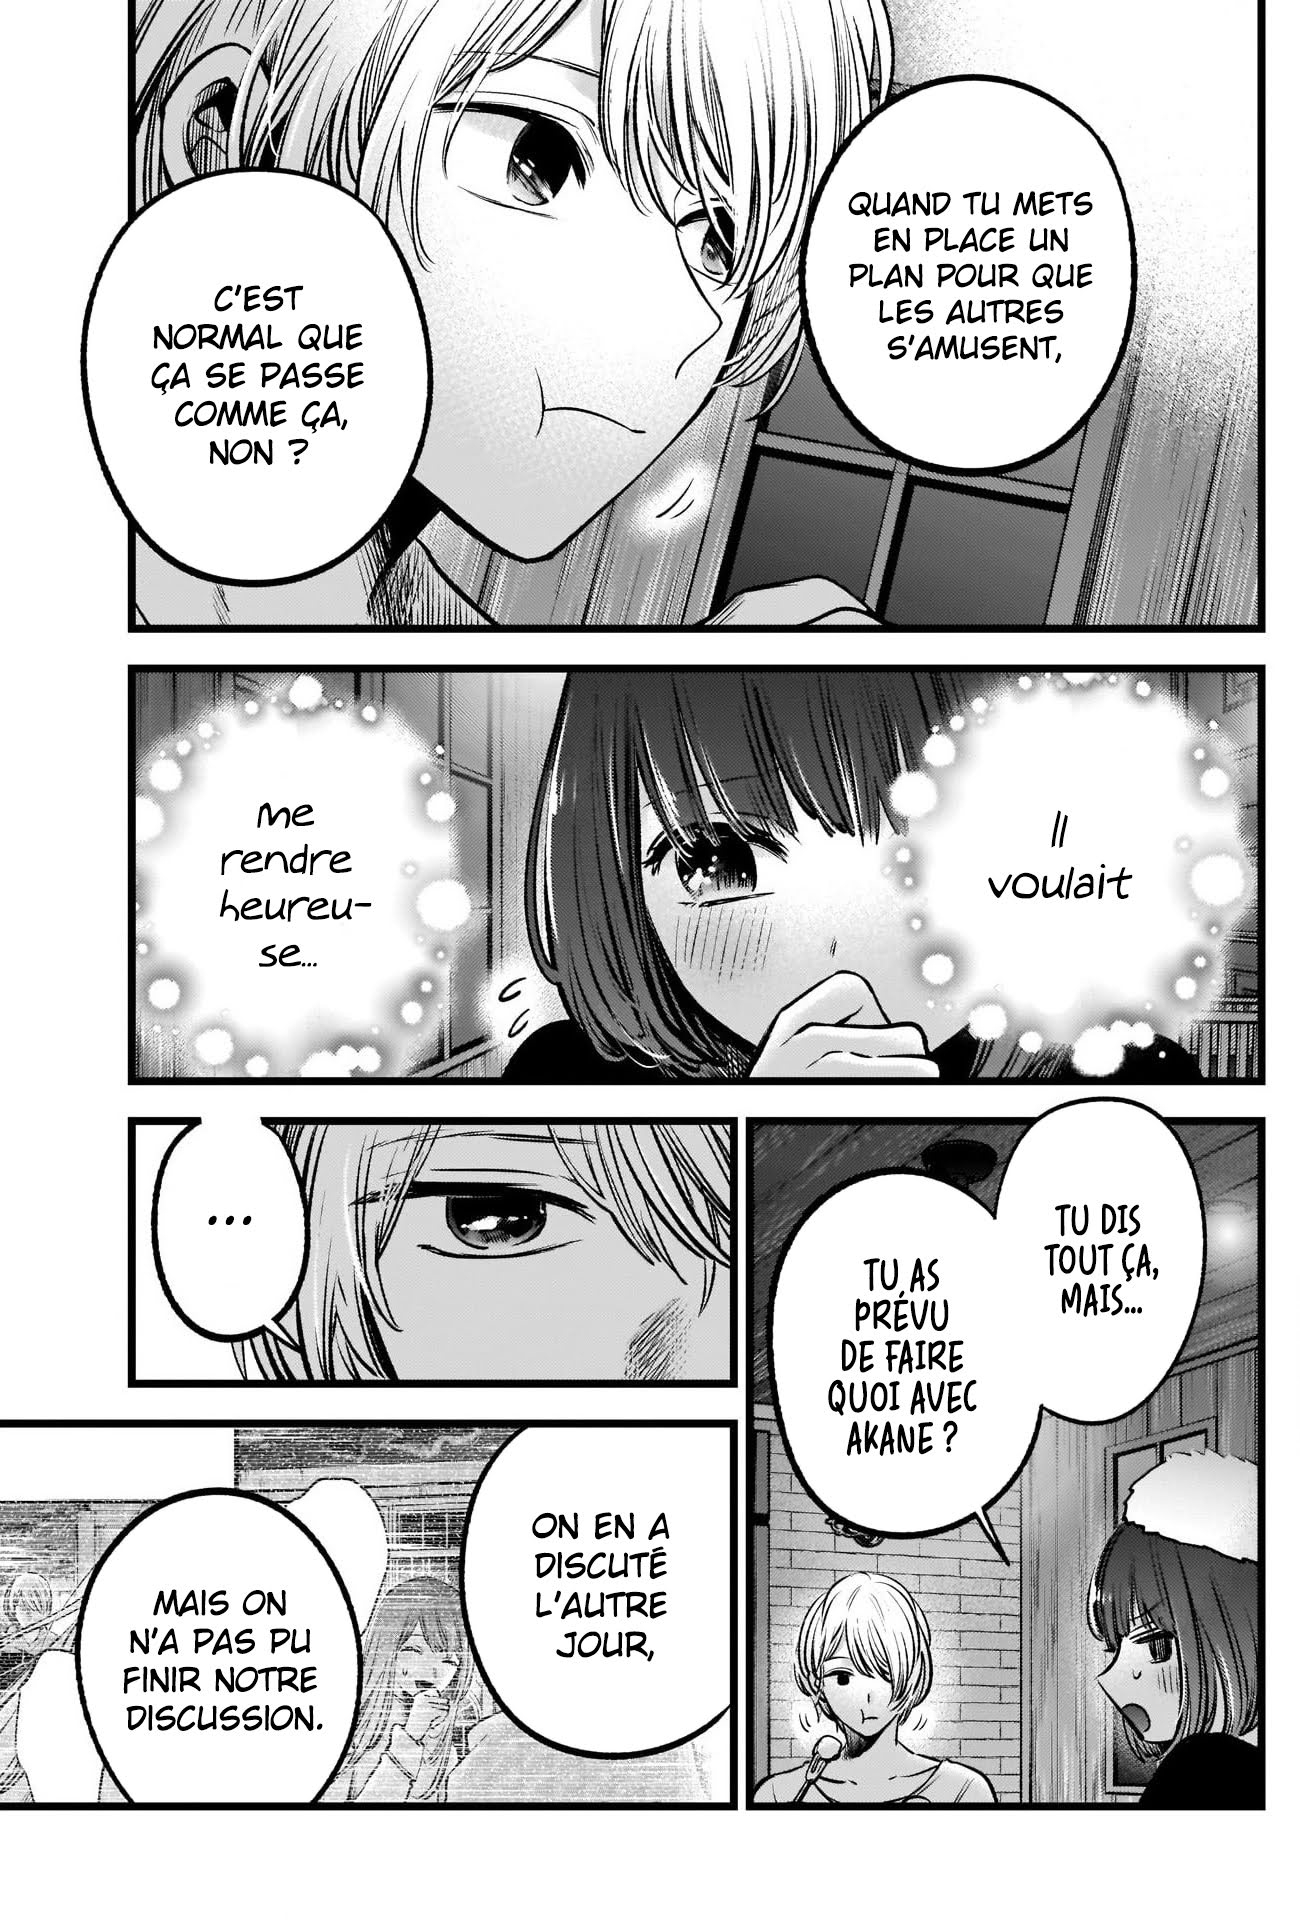 QUAND TU METS
EN PLACE UN
PLAN POUR QUE
LES AUTRES
S'AMUSENT,
C'EST
NORMAL QUE
ÇA SE PASSE
COMME ÇA,
NON ?
Il
voulait
me
rendre
heureu-
se...
TU DIS
TOUT ÇA,
MAIS...
TU AS
PRÉVU
DE FAIRE
QUOI AVEC
AKANE ?
...
ON EN A
DISCUTÉ
L'AUTRE
JOUR,
MAIS ON
N'A PAS PU
FINIR NOTRE
DISCUSSION.